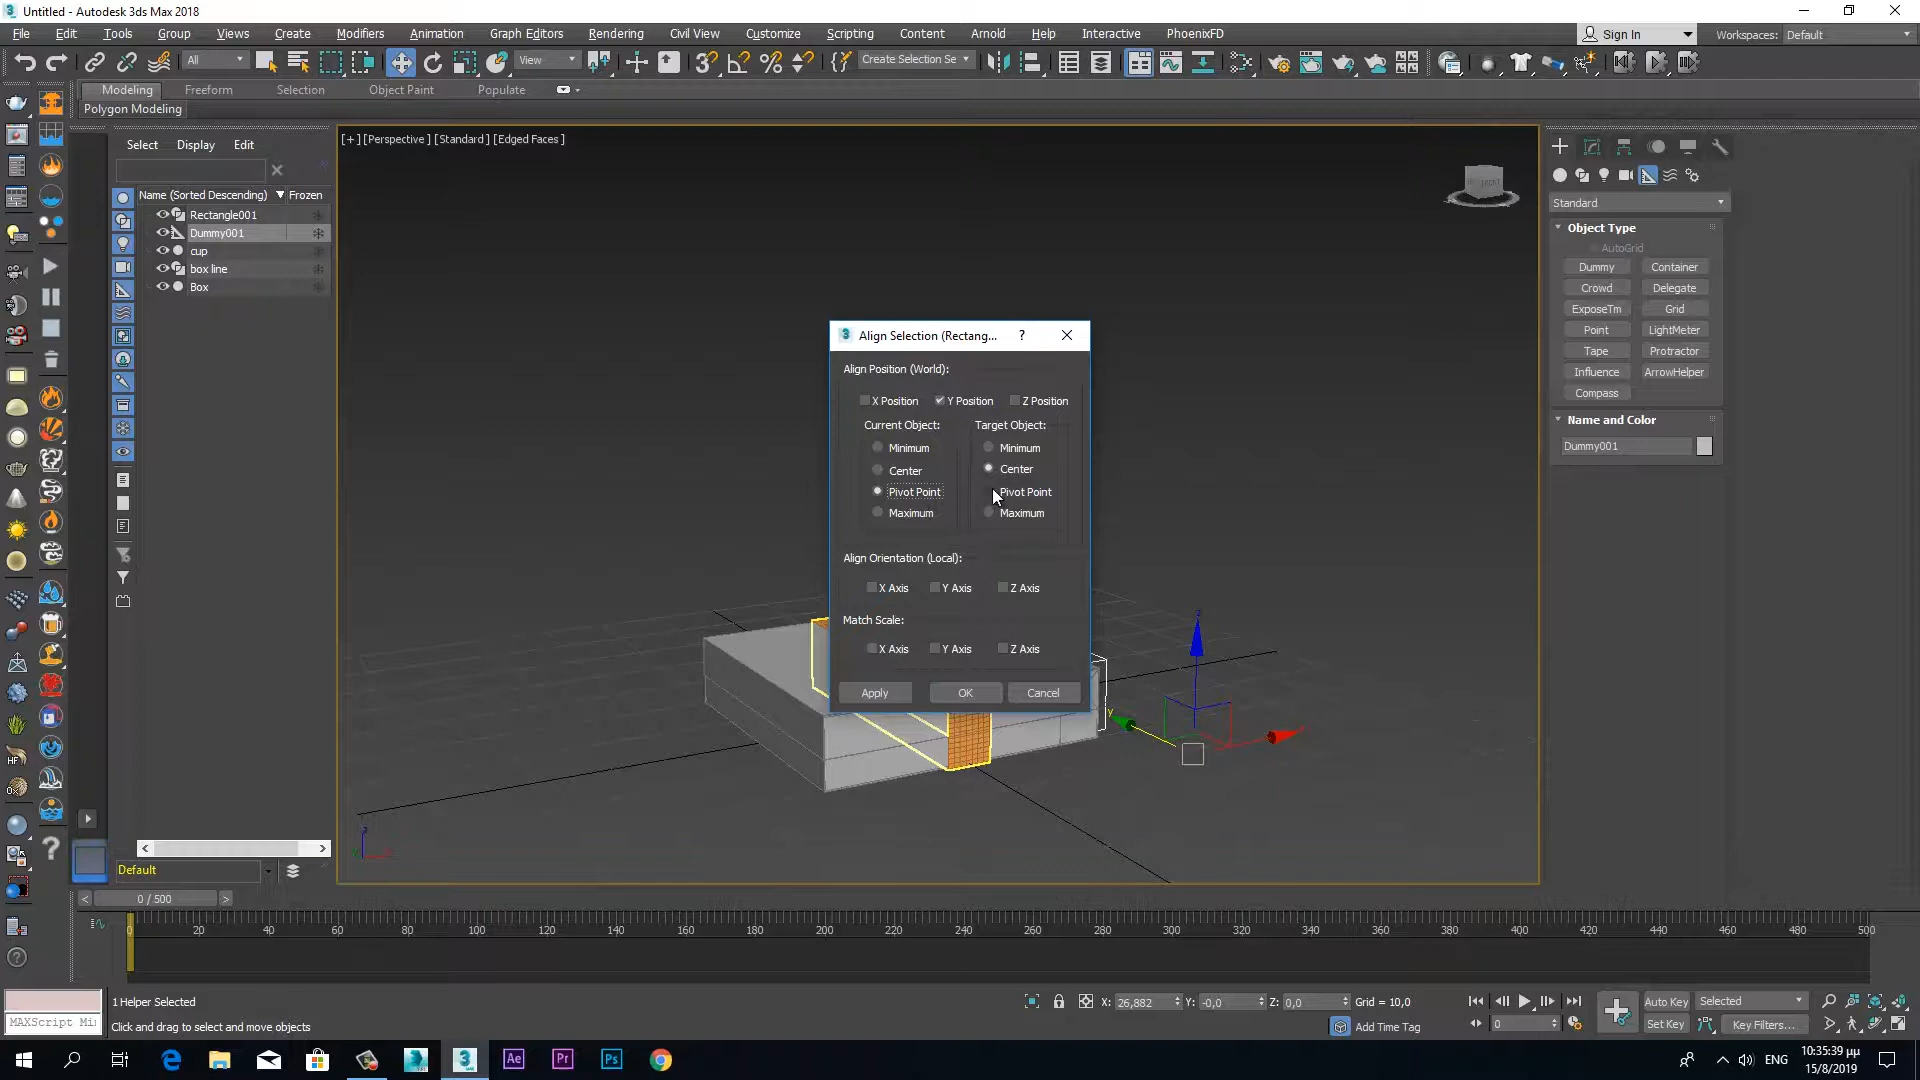 Untitled - Autodesk 3ds Max 2018
File Edit Tools Group Views Create Modifiers Animation Graph Editors Rendering Civil View Customize Scripting Content Arnold Help Interactive PhoenixFD Sign In Workspaces: Default
All View Create Selection Se
Modeling Freeform Selection Object Paint Populate
Polygon Modeling
Select Display Edit
[+] [Perspective] [Standard] [Edged Faces]
Name (Sorted Descending) Frozen
Rectangle001
Dummy001
cup
box line
Box
Standard
Object Type
AutoGrid
Dummy Container
Crowd Delegate
ExposeTm Grid
Point LightMeter
Tape Protractor
Influence ArrowHelper
Compass
Name and Color
Dummy001
Align Selection (Rectang... ?
Align Position (World):
X Position Y Position Z Position
Current Object: Target Object:
Minimum Minimum
Center Center
Pivot Point Pivot Point
Maximum Maximum
Align Orientation (Local):
X Axis Y Axis Z Axis
Match Scale:
X Axis Y Axis Z Axis
Apply OK Cancel
z
y
z
Default
0 / 500
0 20 40 60 80 100 120 140 160 180 200 220 240 260 280 300 320 340 360 380 400 420 440 460 480 500
1 Helper Selected
X: 26,882 Y: -0,0 Z: 0,0 Grid = 10,0
Auto Key Selected
MAXScript Mi
Click and drag to select and move objects
Add Time Tag
0
Set Key Key Filters...
Ae Pr Ps
ENG
10:35:39 μμ
15/8/2019